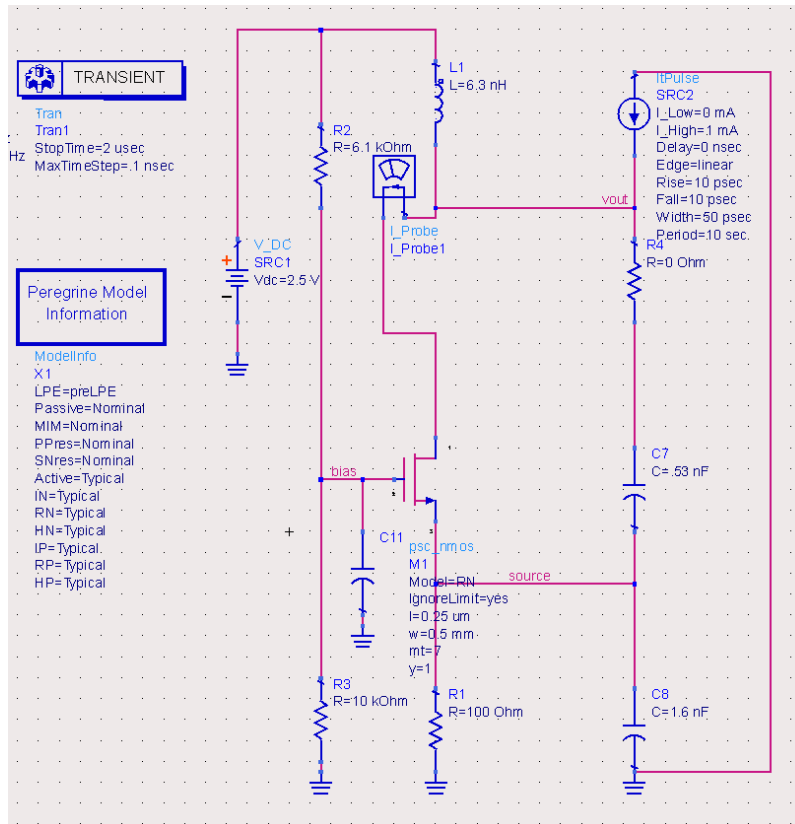 TRANSIENT
Tran
Tran1
StopTime=2 usec
MaxTimeStep=.1 nsec
Hz
Peregrine Model
Information
ModelInfo
X1
LPE=preLPE
Passive=Nominal
MIM=Nominal
PPres=Nominal
SNres=Nominal
Active=Typical
IN=Typical
RN=Typical
HN=Typical
IP=Typical
RP=Typical
HP=Typical
V_DC
SRC1
Vdc=2.5 V
R2
R=6.1 kOhm
L1
L=6.3 nH
I_Probe
I_Probe1
vout
ItPulse
SRC2
I_Low=0 mA
I_High=.1 mA
Delay=0 nsec
Edge=linear
Rise=10 psec
Fall=10 psec
Width=50 psec
Period=10 sec
R4
R=0 Ohm
C7
C=.53 nF
bias
C11
1
2
3
psc_nmos
M1
Model=RN
IgnoreLimit=yes
l=0.25 um
w=0.5 mm
mt=7
y=1
source
R3
R=10 kOhm
R1
R=100 Ohm
C8
C=1.6 nF